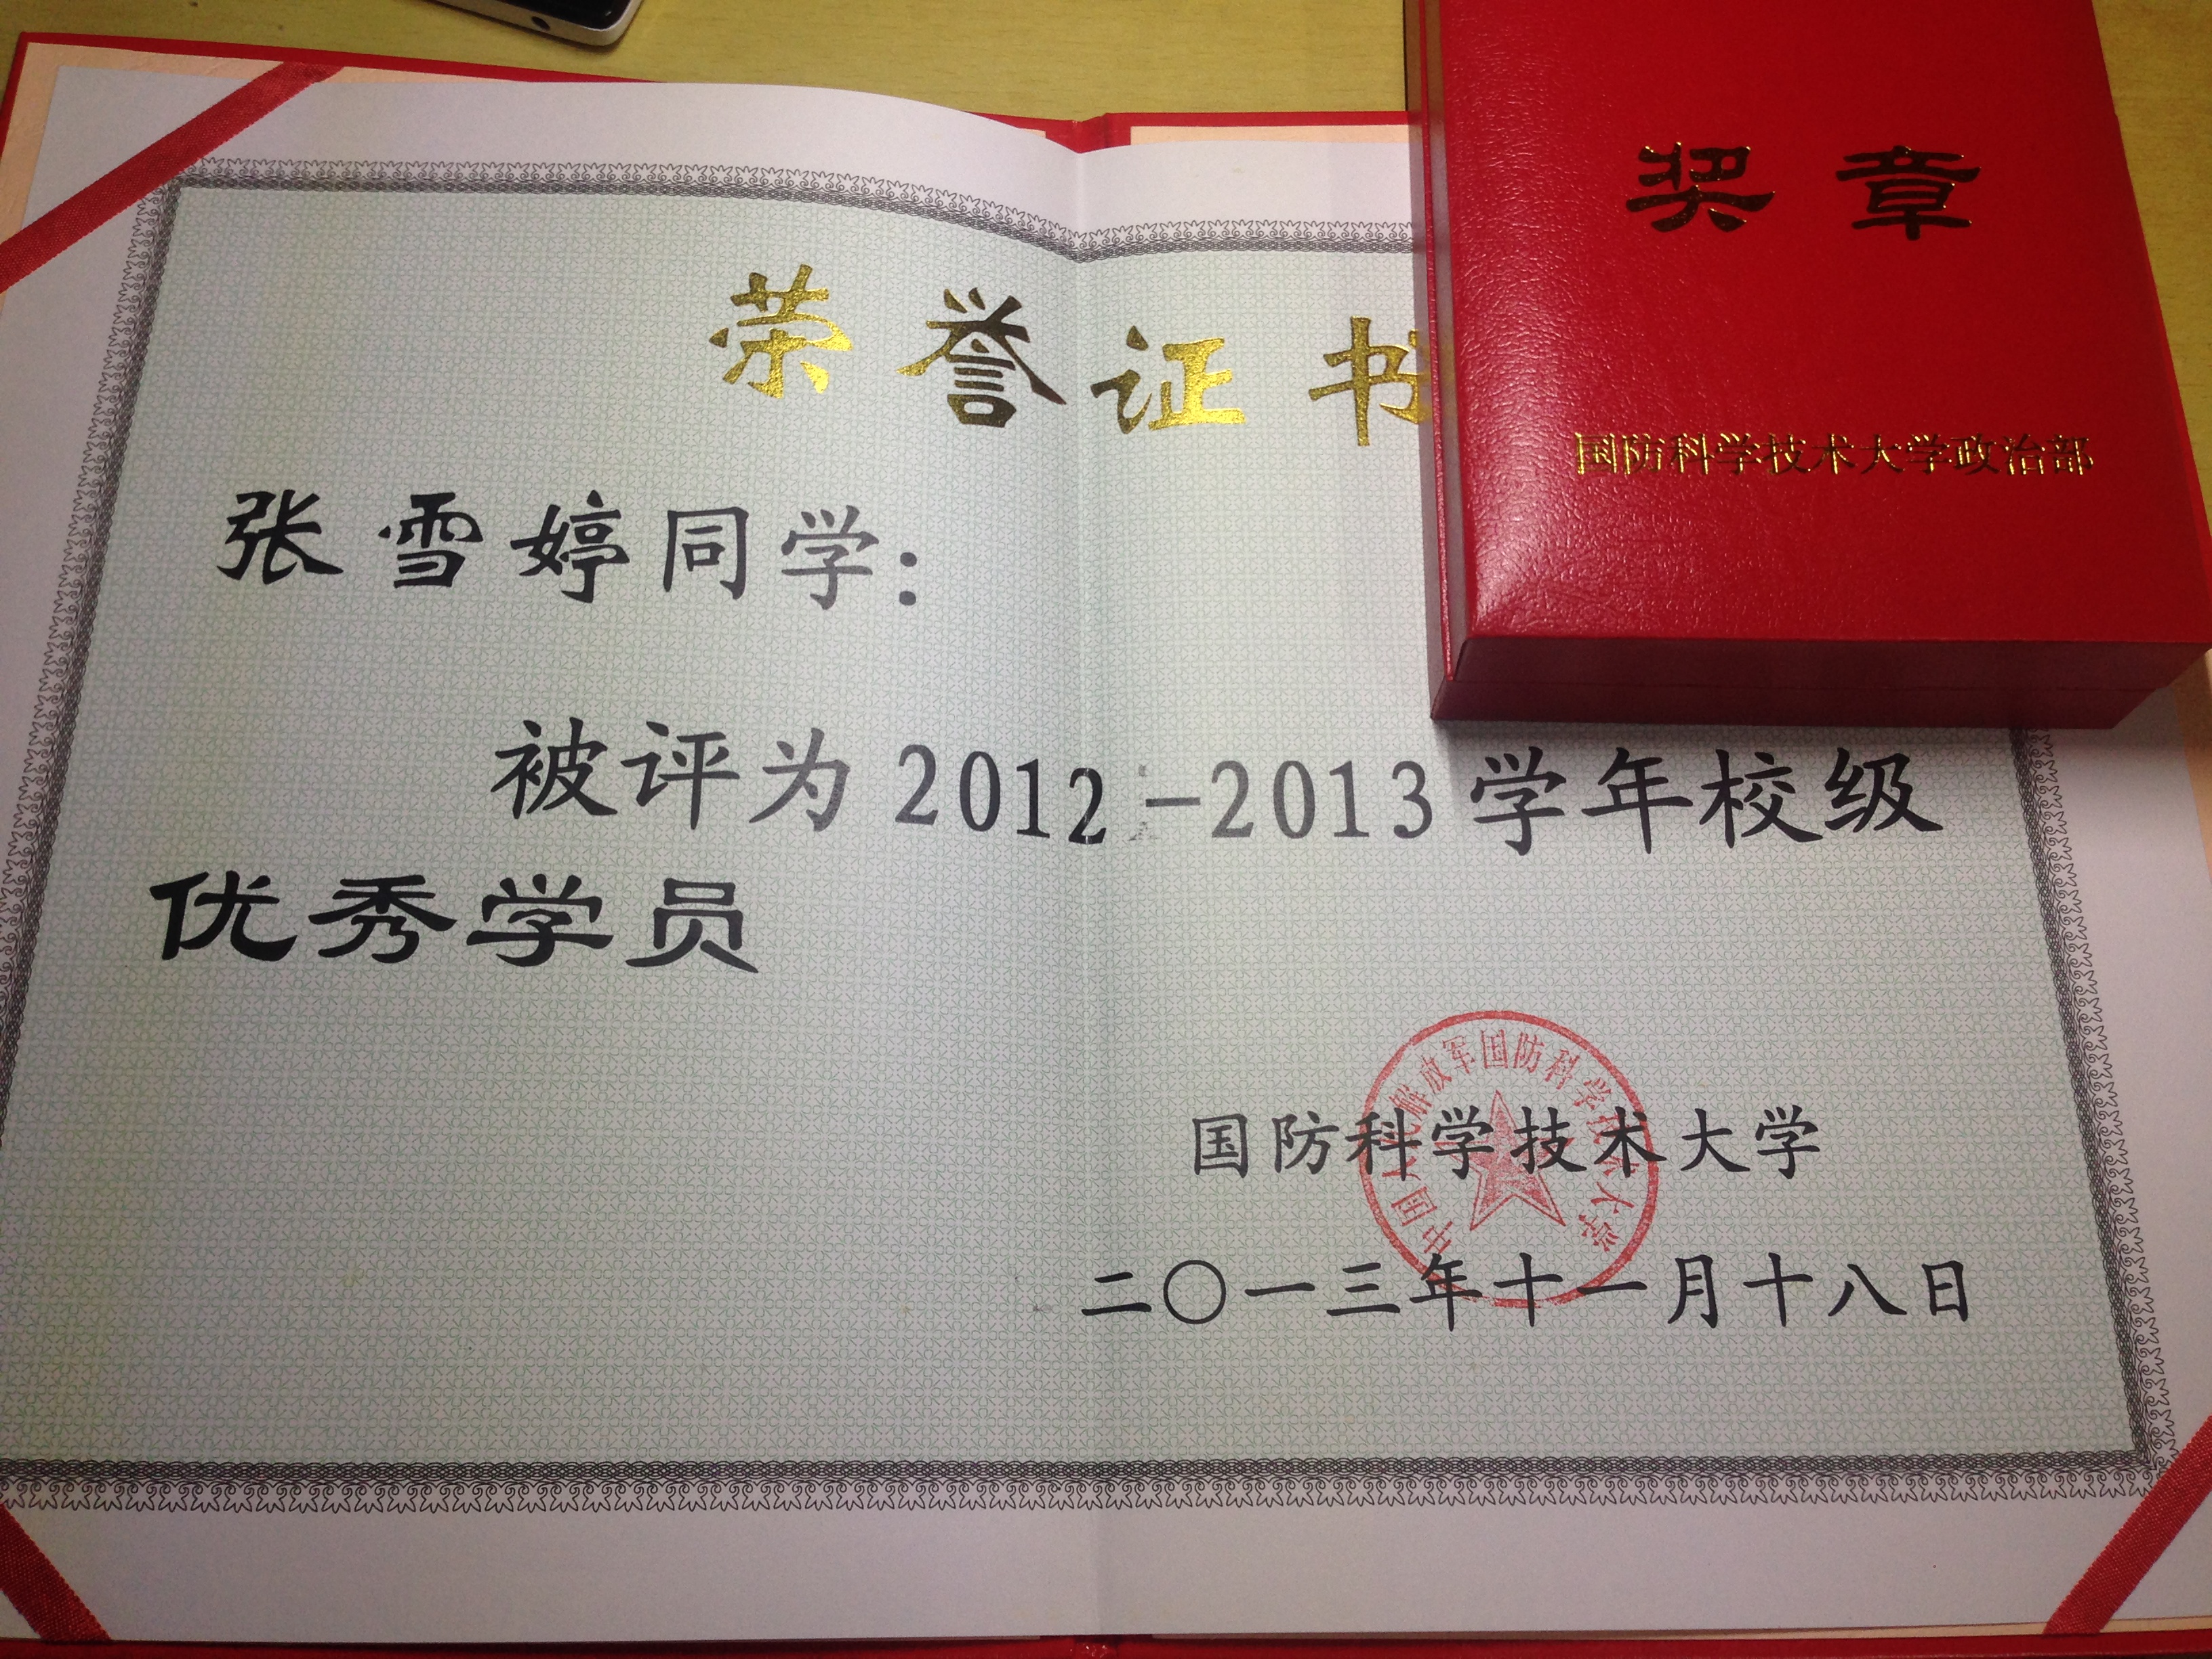 奖章
国防科学技术大学政治部
荣誉证书
张雪婷同学:
被评为2012-2013学年校级
优秀学员
国防科学技术大学
二〇一三年十一月十八日
中国人民解放军国防科学技术大学